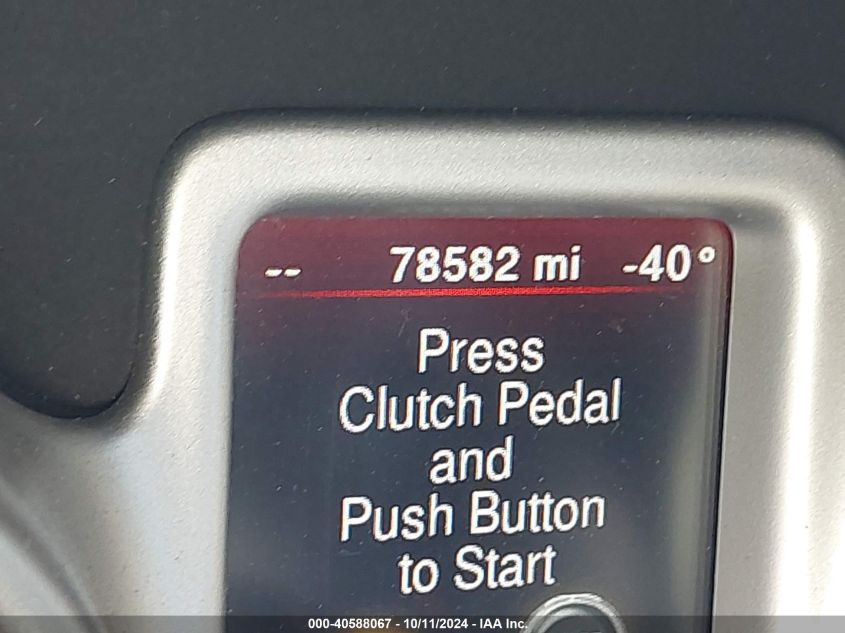 -- 78582 mi -40°
Press
Clutch Pedal
and
Push Button
to Start
000-40588067 - 10/11/2024 - IAA Inc.